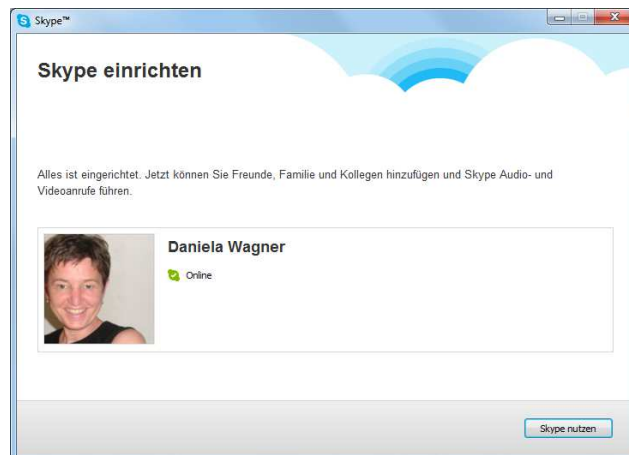 Skype™
Skype einrichten
Alles ist eingerichtet. Jetzt können Sie Freunde, Familie und Kollegen hinzufügen und Skype Audio- und
Videoanrufe führen.
Daniela Wagner
Online
Skype nutzen